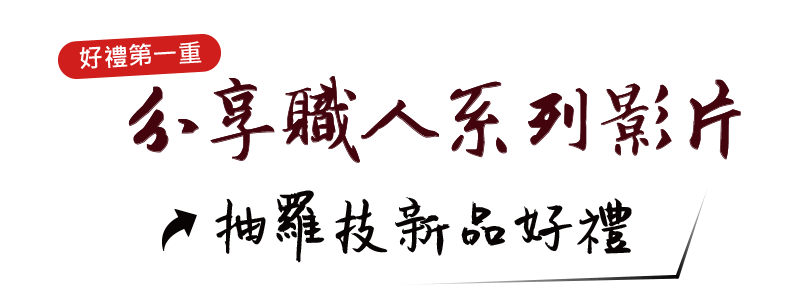 好禮第一重
分享職人系列影片
抽羅技新品好禮